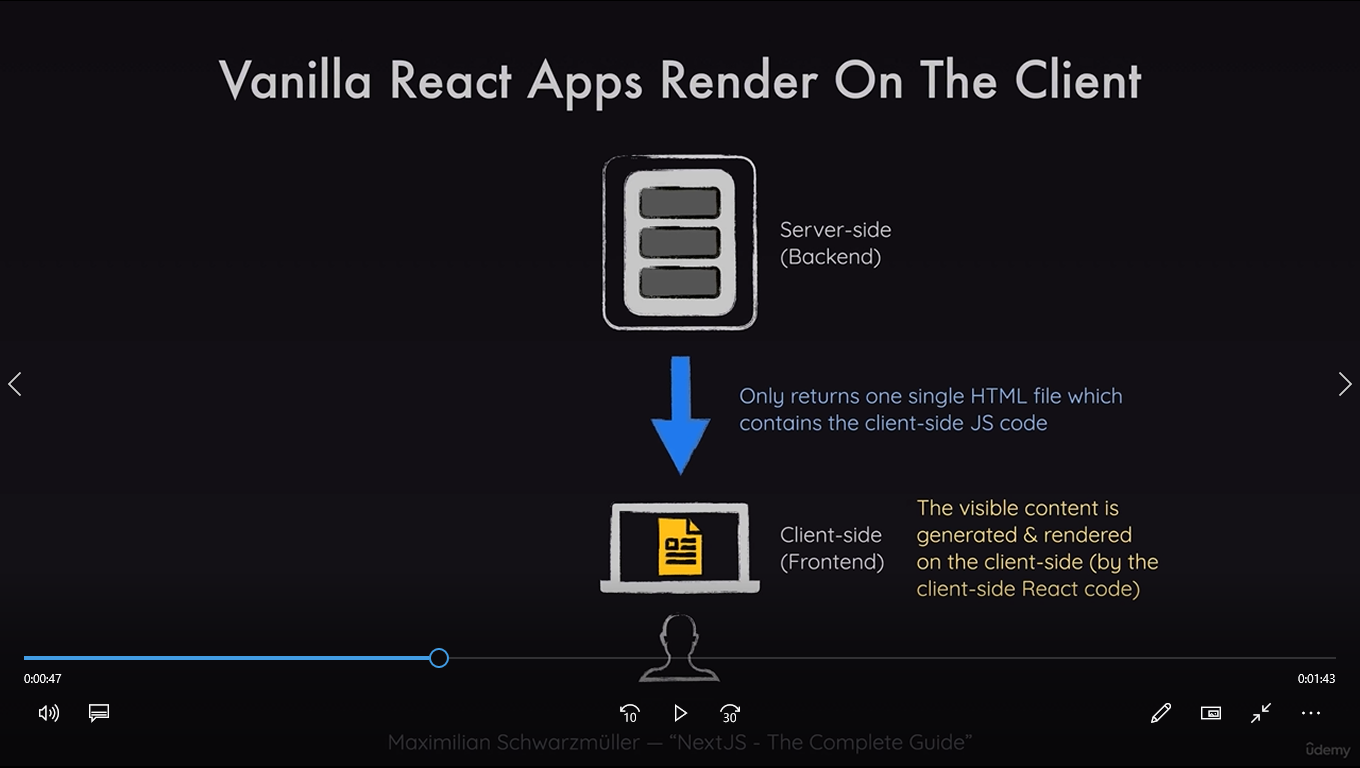 Vanilla React Apps Render On The Client
Server-side
(Backend)
Only returns one single HTML file which
contains the client-side JS code
Client-side
(Frontend)
The visible content is
generated & rendered
on the client-side (by the
client-side React code)
0:00:47
0:01:43
10
30
Maximilian Schwarzmüller — “NextJS - The Complete Guide”
ûdemy